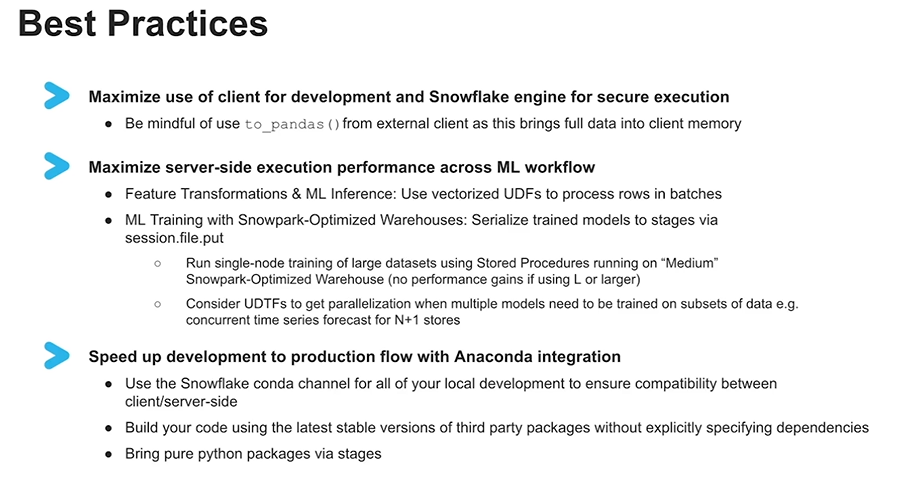 Best Practices
Maximize use of client for development and Snowflake engine for secure execution
● Be mindful of use to_pandas()from external client as this brings full data into client memory
Maximize server-side execution performance across ML workflow
● Feature Transformations & ML Inference: Use vectorized UDFs to process rows in batches
● ML Training with Snowpark-Optimized Warehouses: Serialize trained models to stages via
session.file.put
○ Run single-node training of large datasets using Stored Procedures running on “Medium”
Snowpark-Optimized Warehouse (no performance gains if using L or larger)
○ Consider UDTFs to get parallelization when multiple models need to be trained on subsets of data e.g.
concurrent time series forecast for N+1 stores
Speed up development to production flow with Anaconda integration
● Use the Snowflake conda channel for all of your local development to ensure compatibility between
client/server-side
● Build your code using the latest stable versions of third party packages without explicitly specifying dependencies
● Bring pure python packages via stages